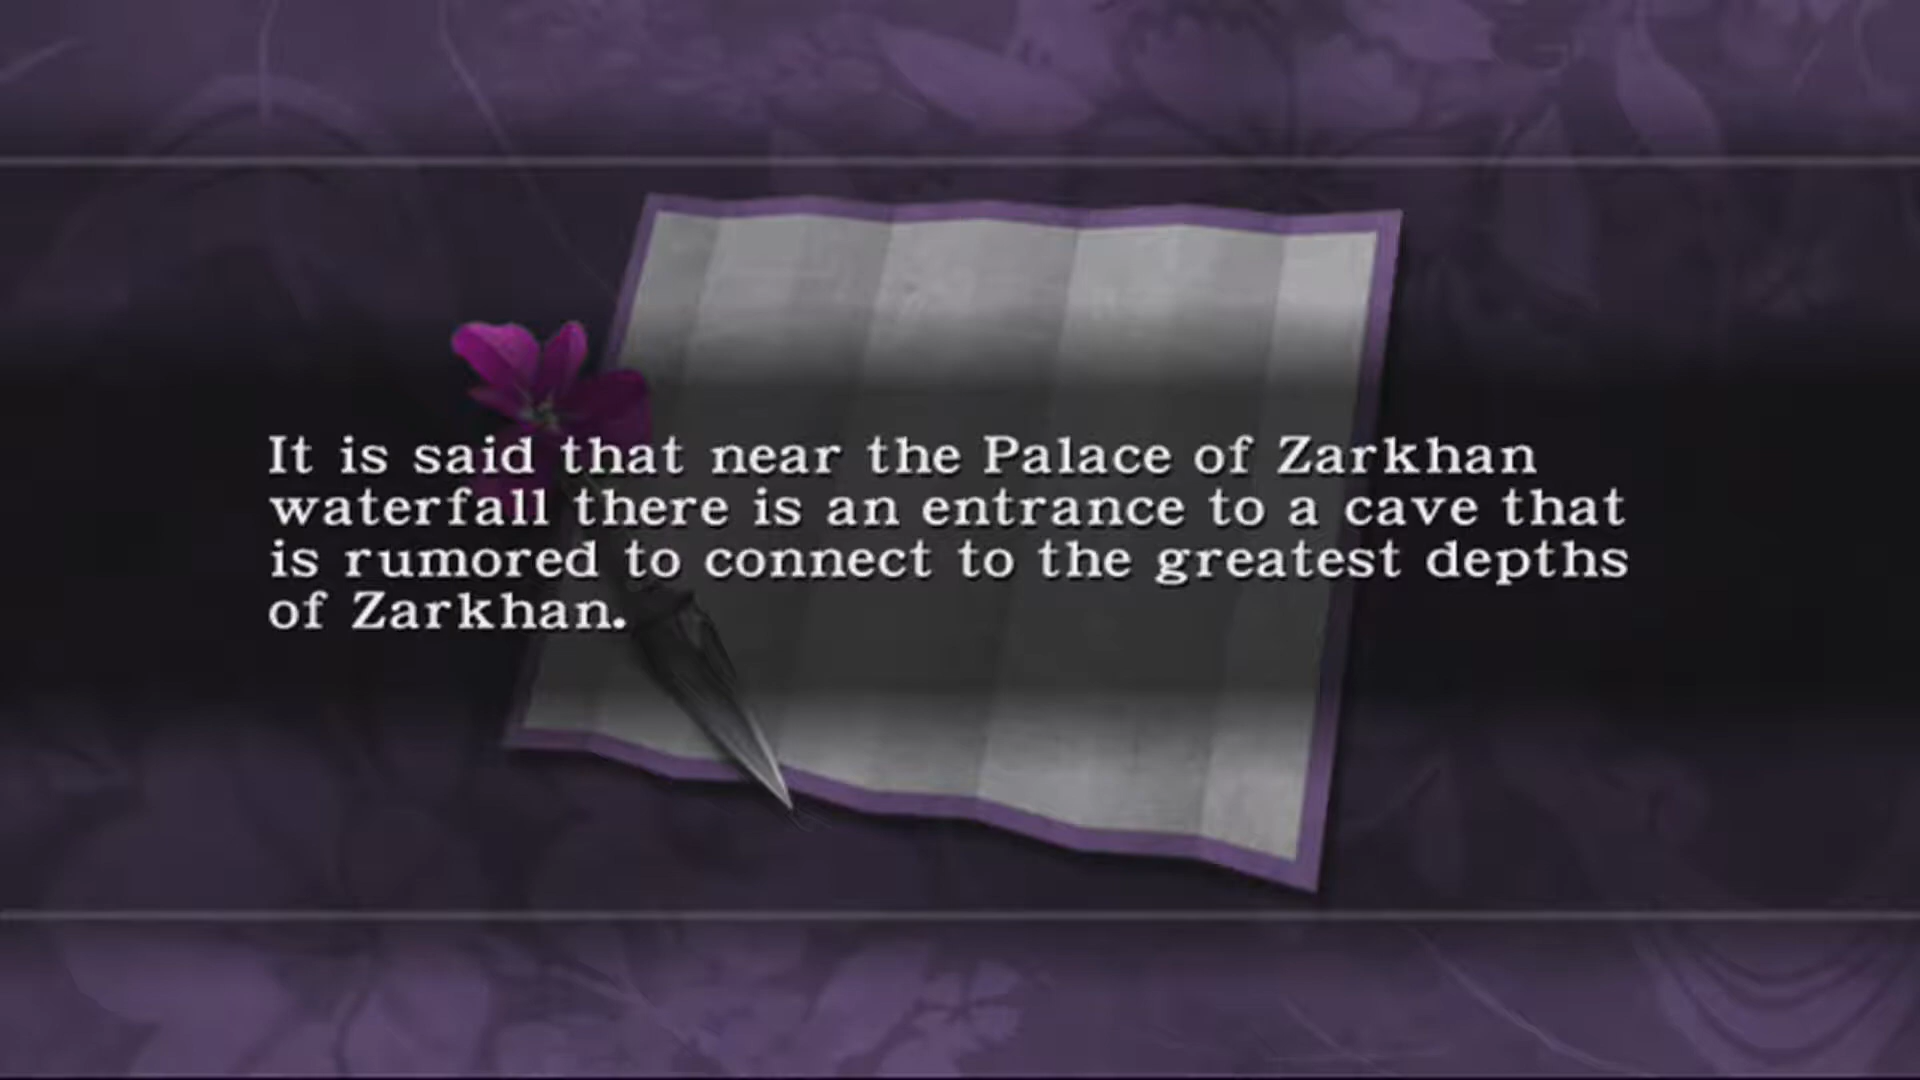 It is said that near the Palace of Zarkhan
waterfall there is an entrance to a cave that
is rumored to connect to the greatest depths
of Zarkhan.